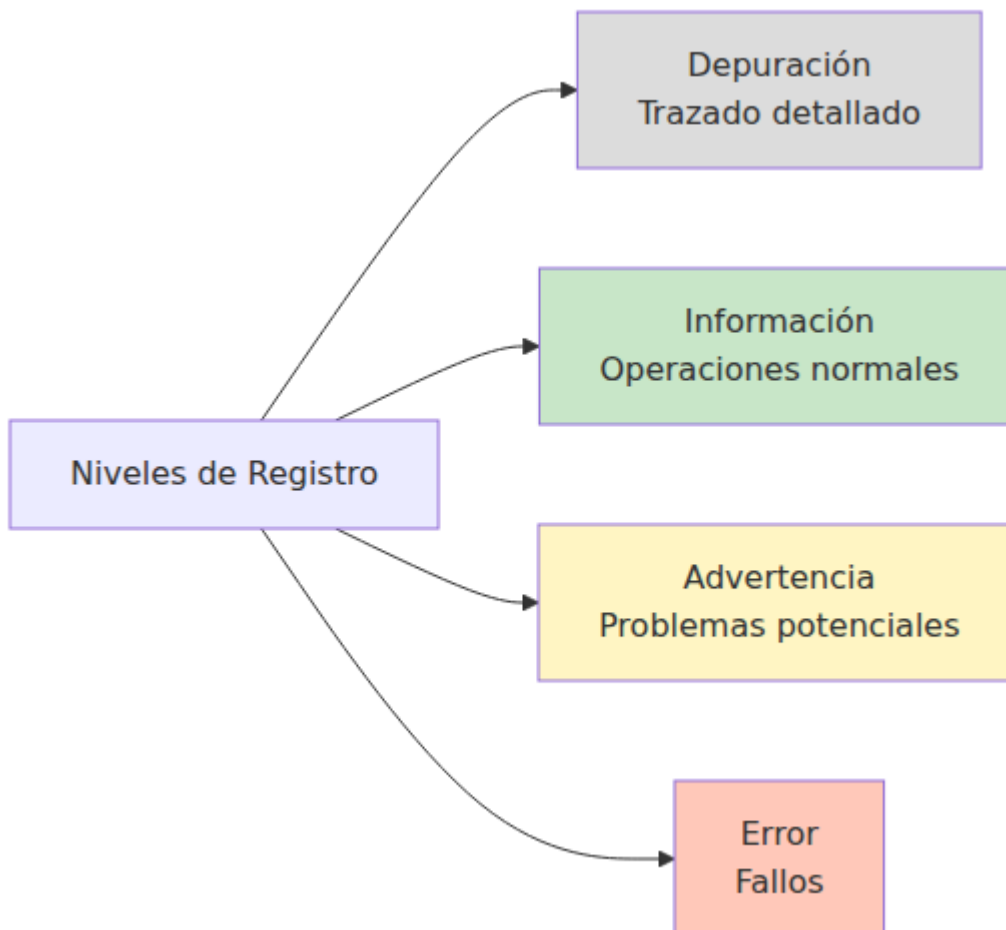 Depuración
Trazado detallado
Información
Operaciones normales
Niveles de Registro
Advertencia
Problemas potenciales
Error
Fallos